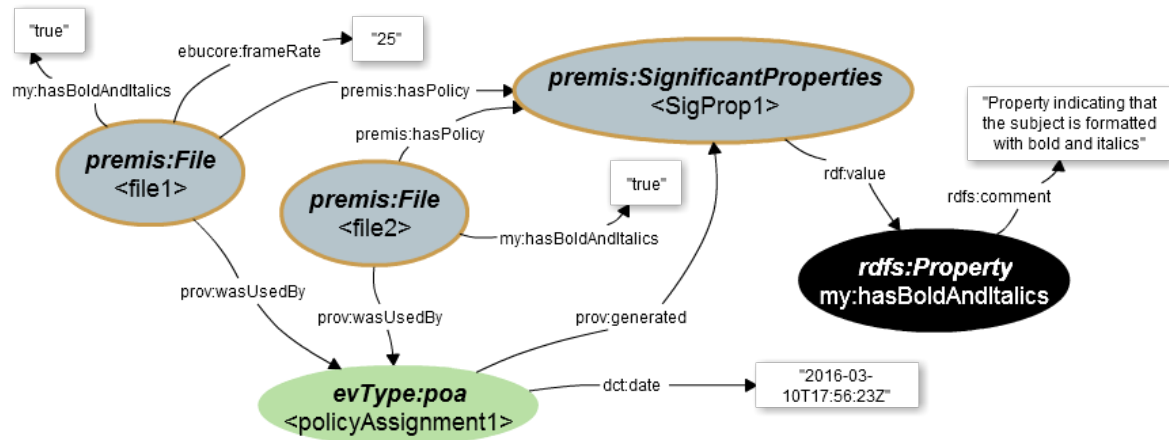 "true"
ebucore:frameRate
"25"
my:hasBoldAndItalics
premis:hasPolicy
premis:SignificantProperties
<SigProp1>
"Property indicating that
the subject is formatted
with bold and italics"
premis:hasPolicy
premis:File
<file1>
rdf:value
"true"
rdfs:comment
premis:File
<file2>
my:hasBoldAndItalics
rdfs:Property
my:hasBoldAndItalics
prov:wasUsedBy
prov:wasUsedBy
prov:generated
evType:poa
<policyAssignment1>
dct:date
"2016-03-
10T17:56:23Z"